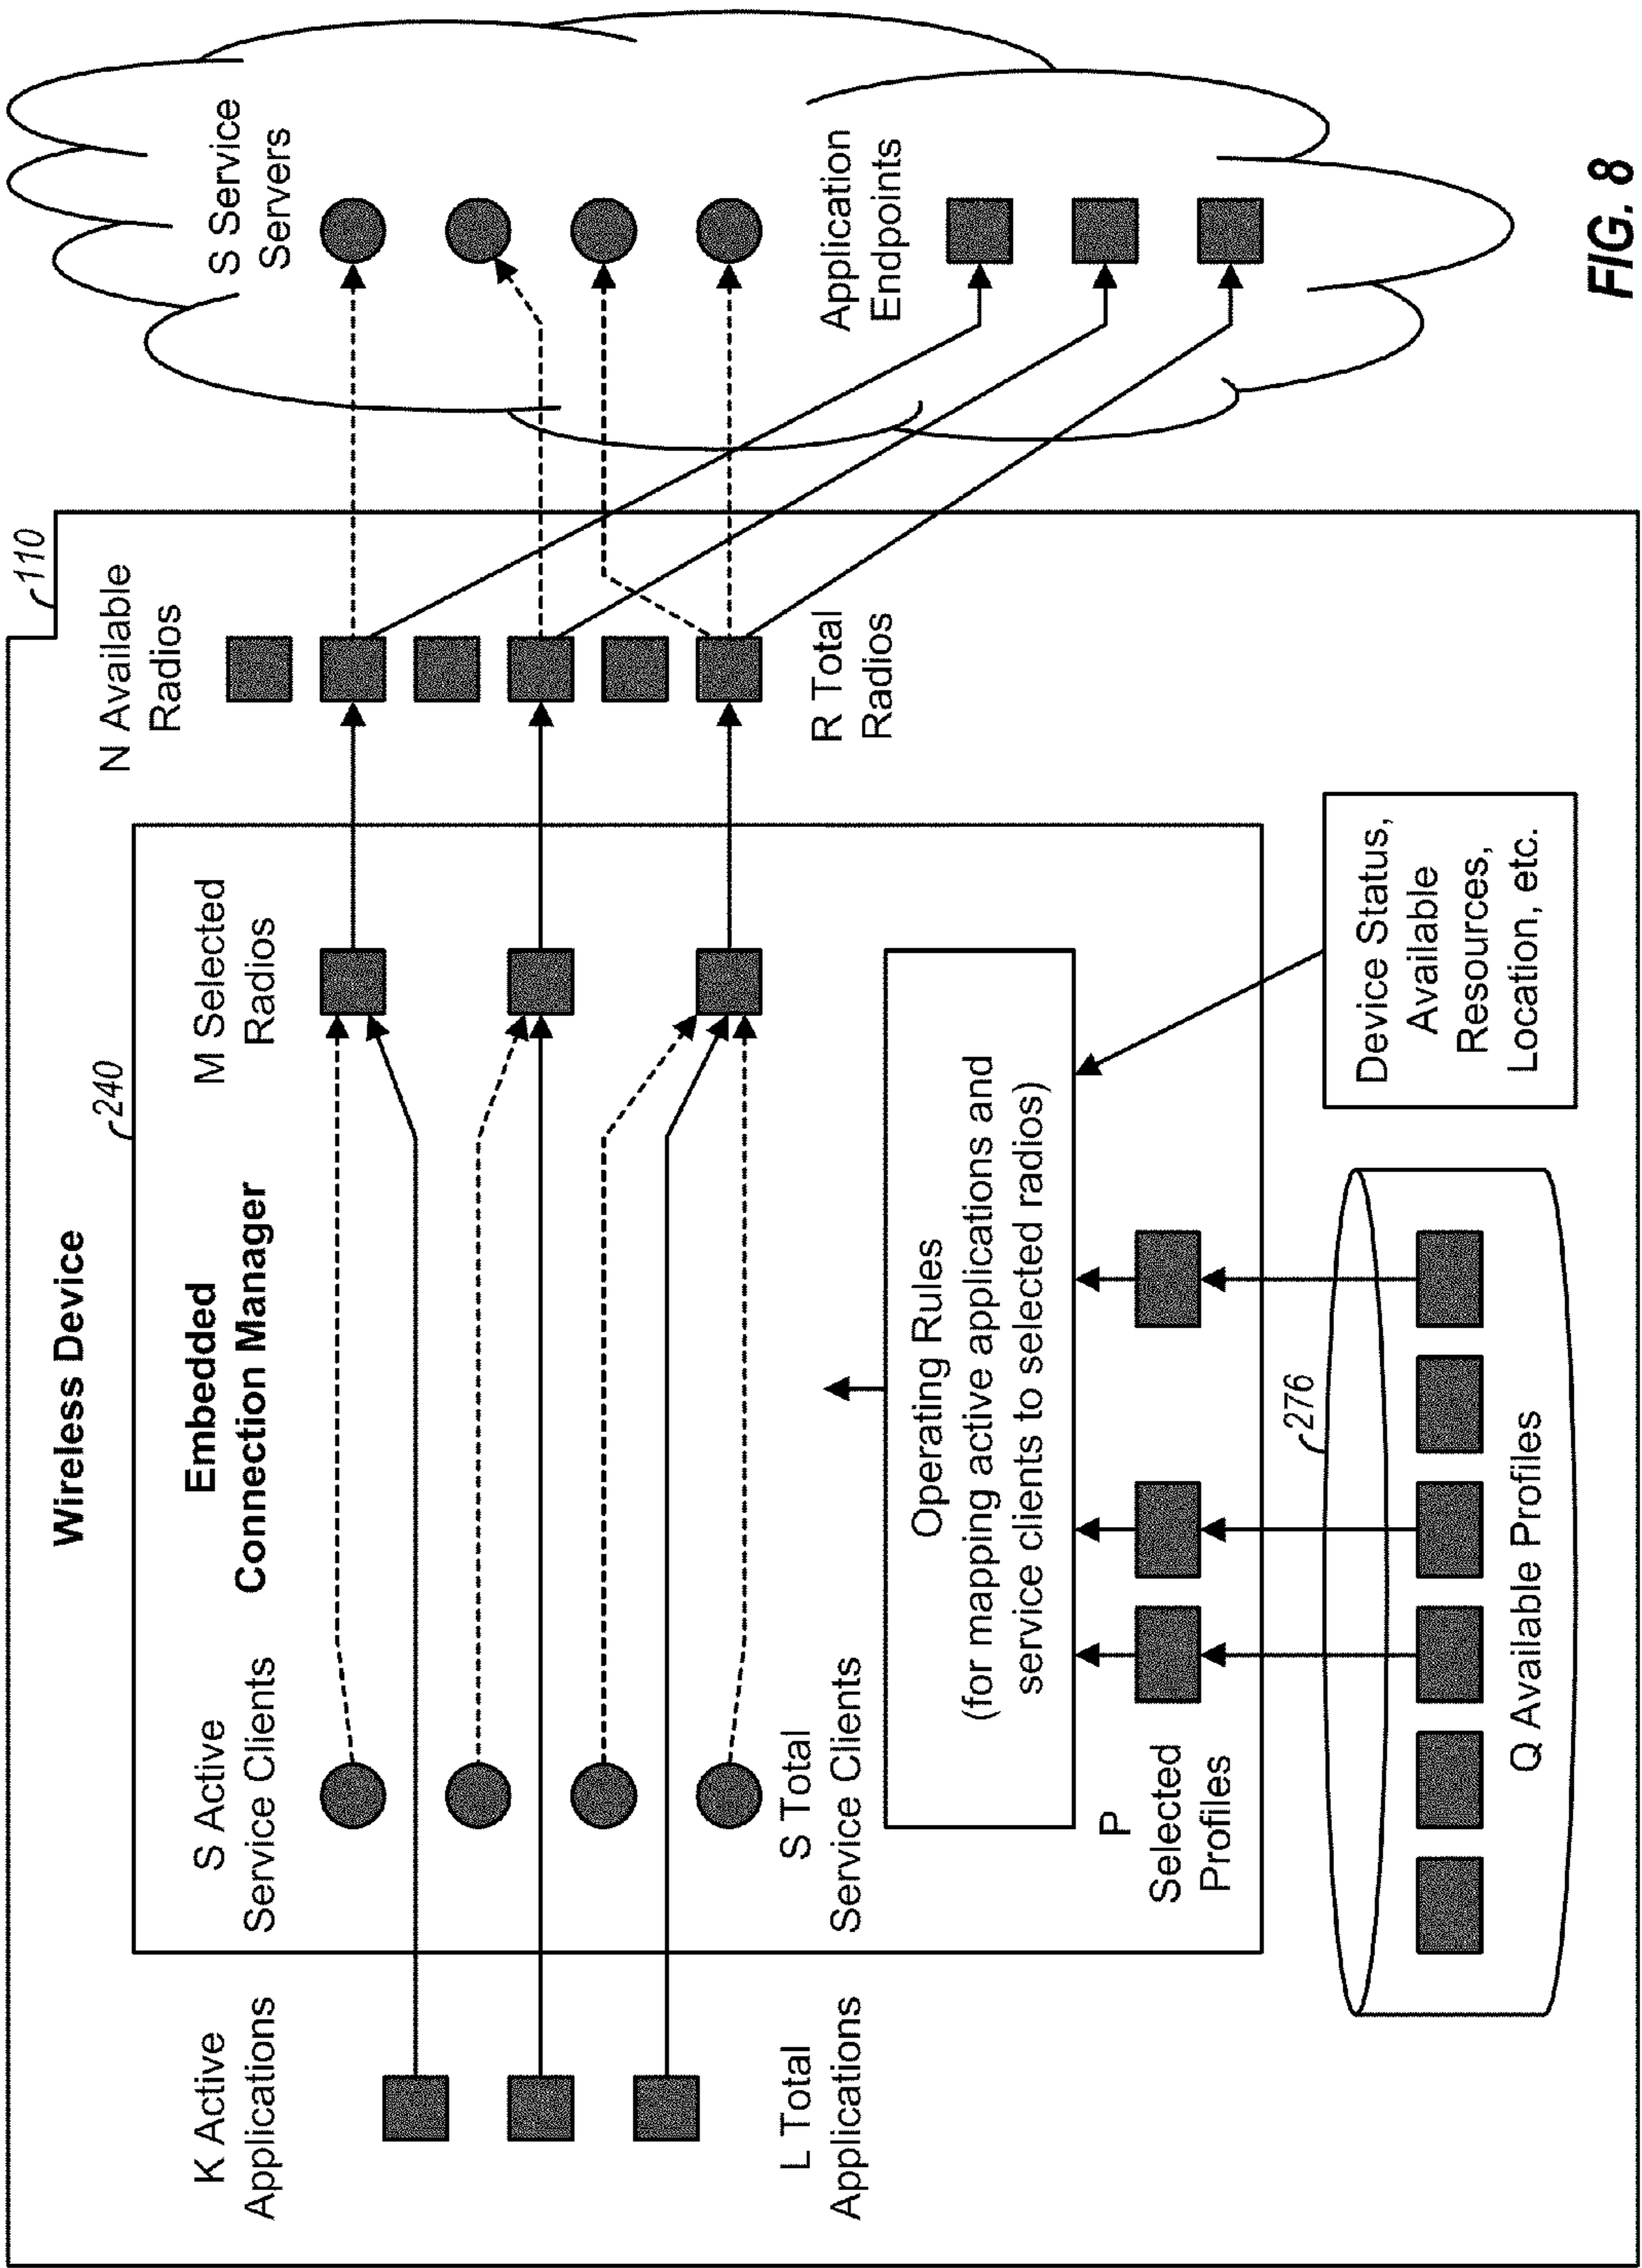 Wireless Device
110
240
Embedded
Connection Manager
K Active
Applications
S Active
Service Clients
M Selected
Radios
N Available
Radios
S Service
Servers
L Total
Applications
S Total
Service Clients
R Total
Radios
Application
Endpoints
Operating Rules
(for mapping active applications and
service clients to selected radios)
P
Selected
Profiles
276
Q Available Profiles
Device Status,
Available
Resources,
Location, etc.
FIG. 8